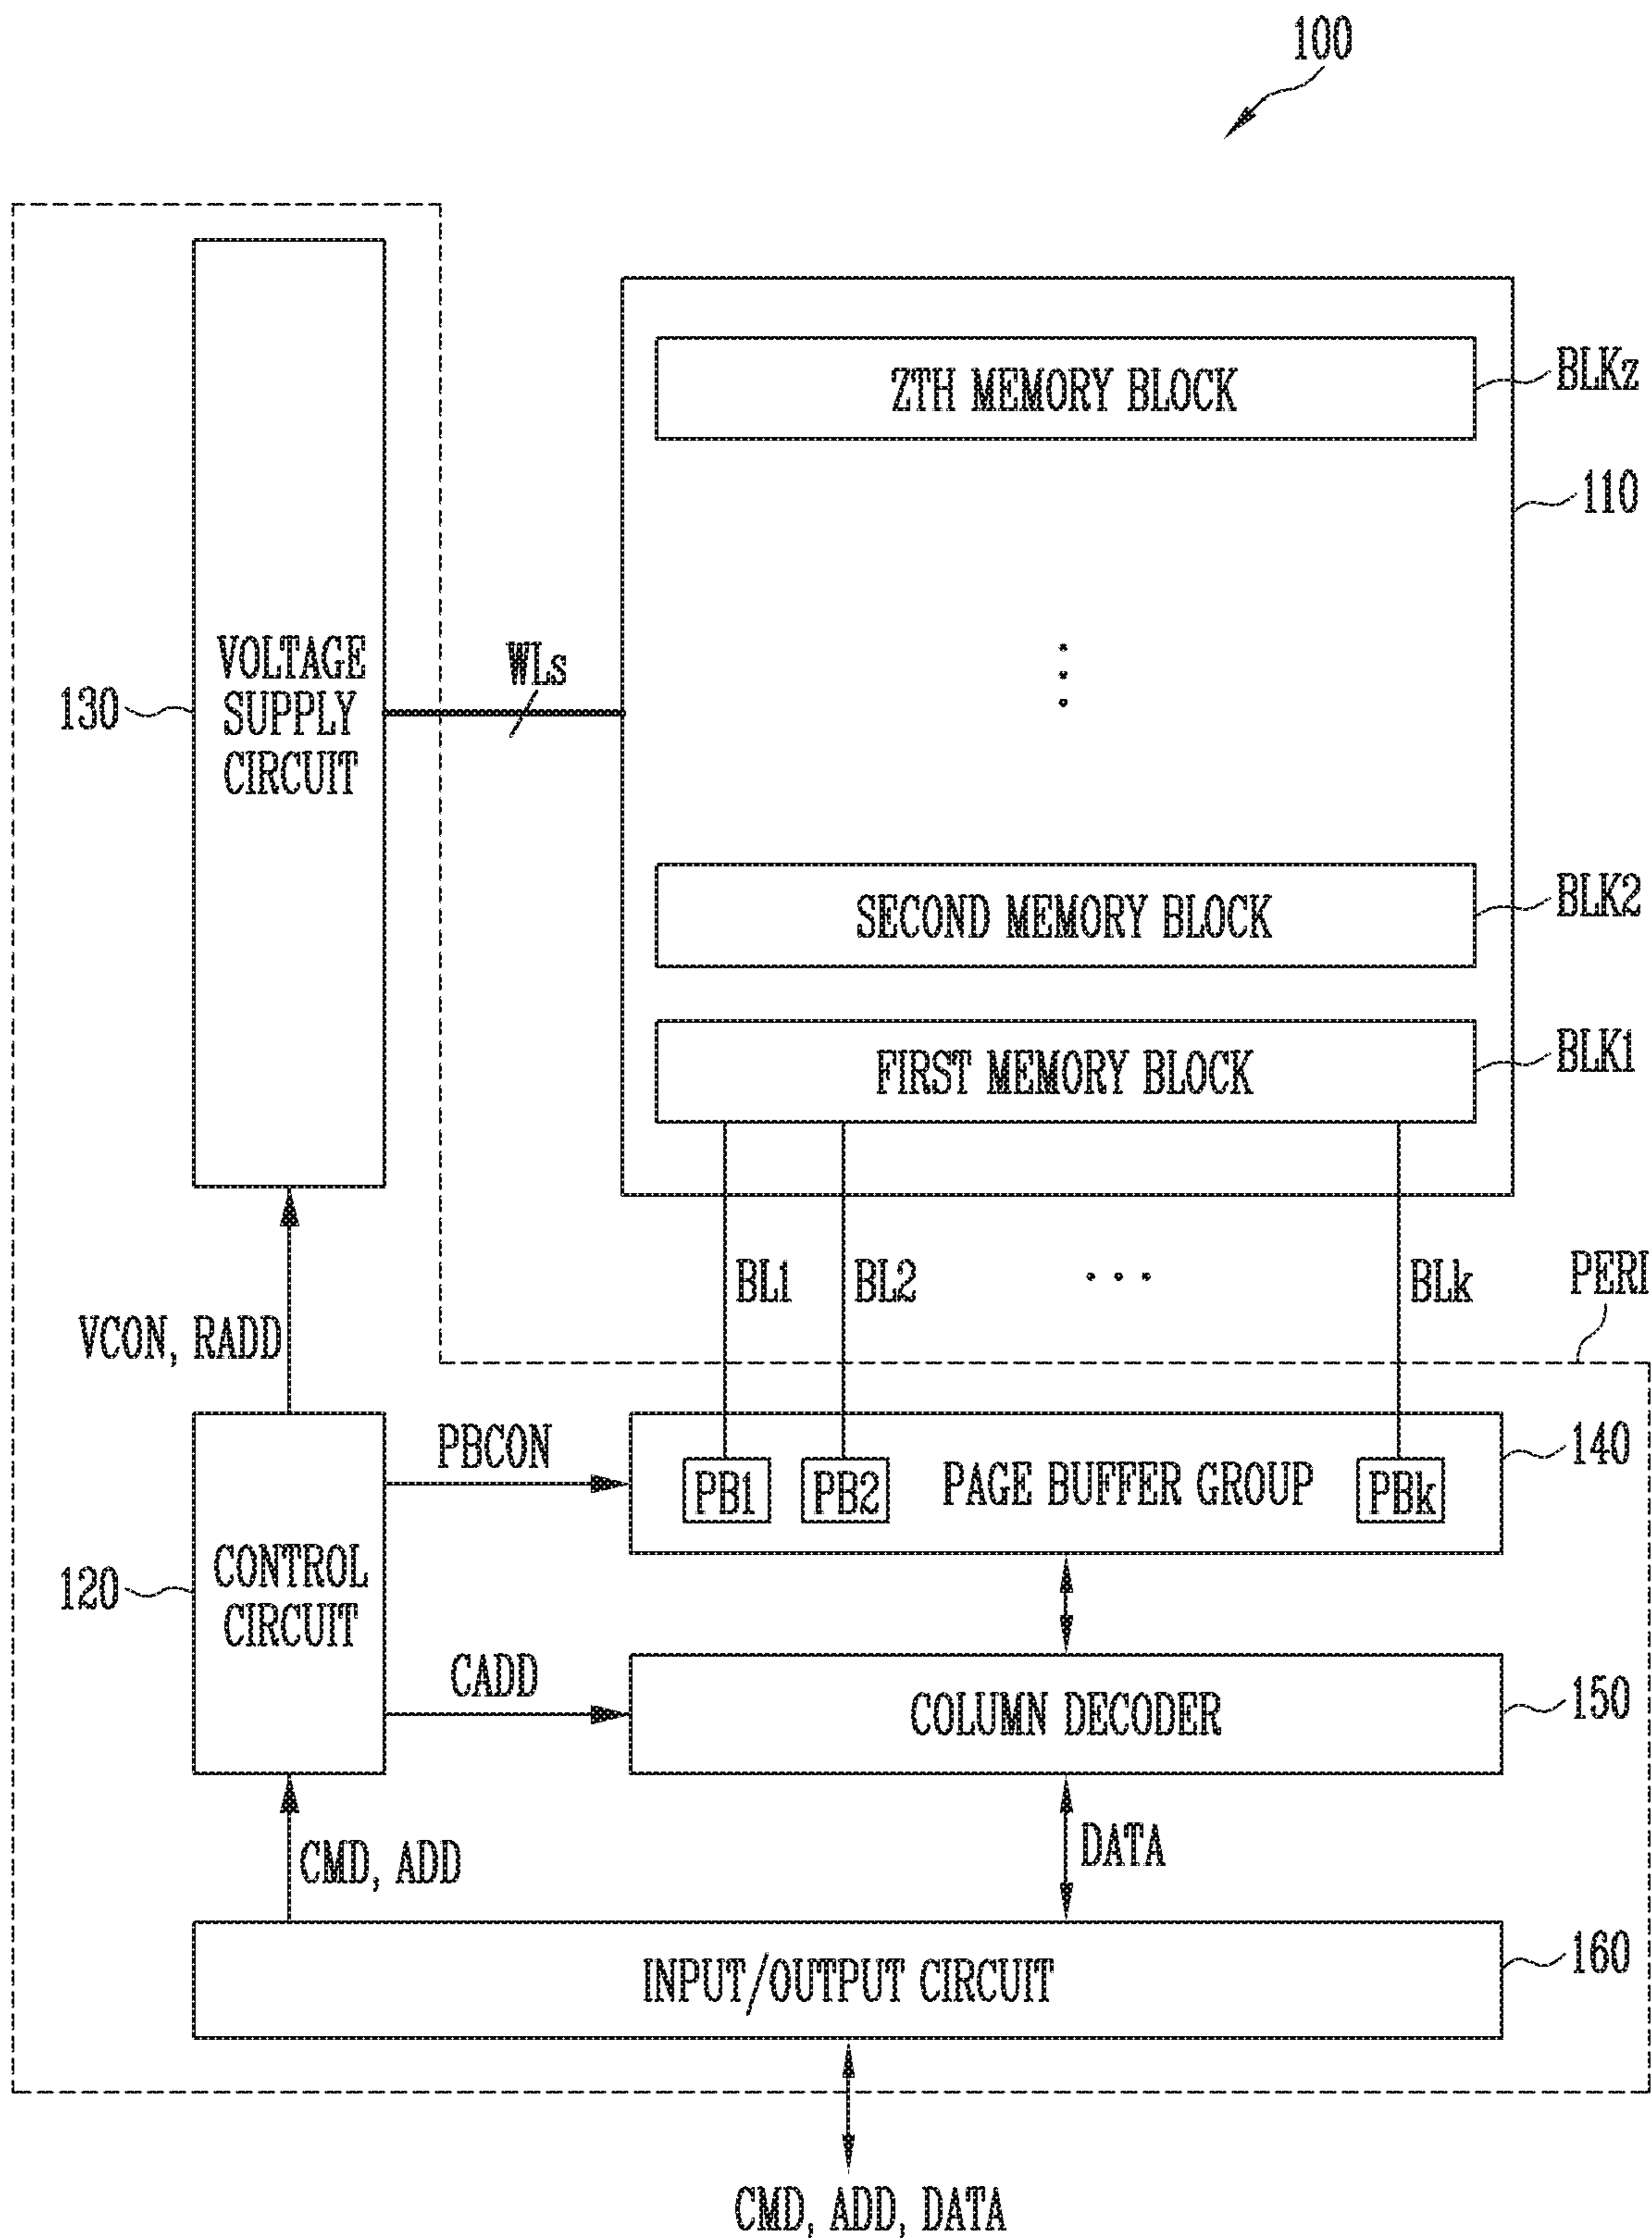 100
ZTH MEMORY BLOCK
BLKz
110
VOLTAGE
SUPPLY
CIRCUIT
130
WLs
SECOND MEMORY BLOCK
BLK2
FIRST MEMORY BLOCK
BLK1
BL1
BL2
BLk
PERI
VCON, RADD
PBCON
PB1
PB2
PAGE BUFFER GROUP
PBk
140
CONTROL
CIRCUIT
120
CADD
COLUMN DECODER
150
CMD, ADD
DATA
INPUT/OUTPUT CIRCUIT
160
CMD, ADD, DATA